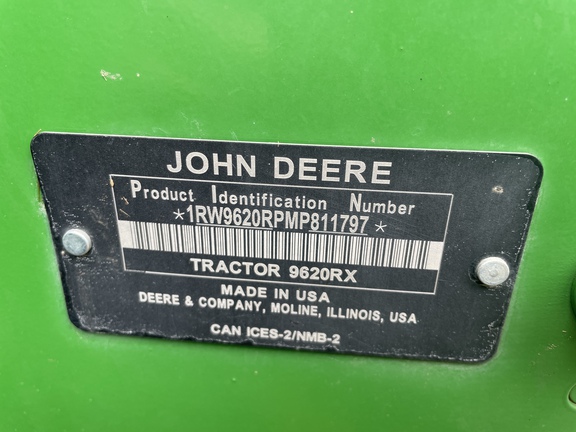 JOHN DEERE
Product Identification Number
*1RW9620RPMP811797*
TRACTOR 9620RX
MADE IN USA
DEERE & COMPANY, MOLINE, ILLINOIS, USA
CAN ICES-2/NMB-2